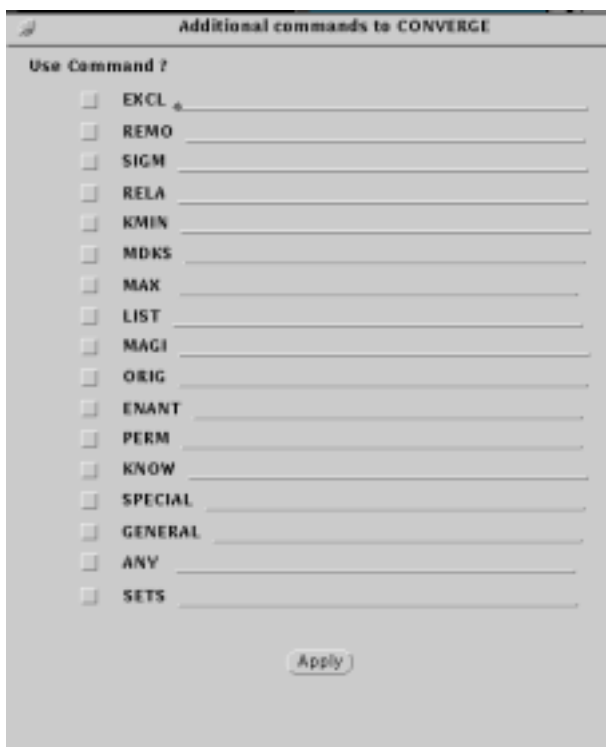 Additional commands to CONVERGE
Use Command ?
EXCL
REMO
SIGM
RELA
KMIN
MDKS
MAX
LIST
MAGI
ORIG
ENANT
PERM
KNOW
SPECIAL
GENERAL
ANY
SETS
Apply